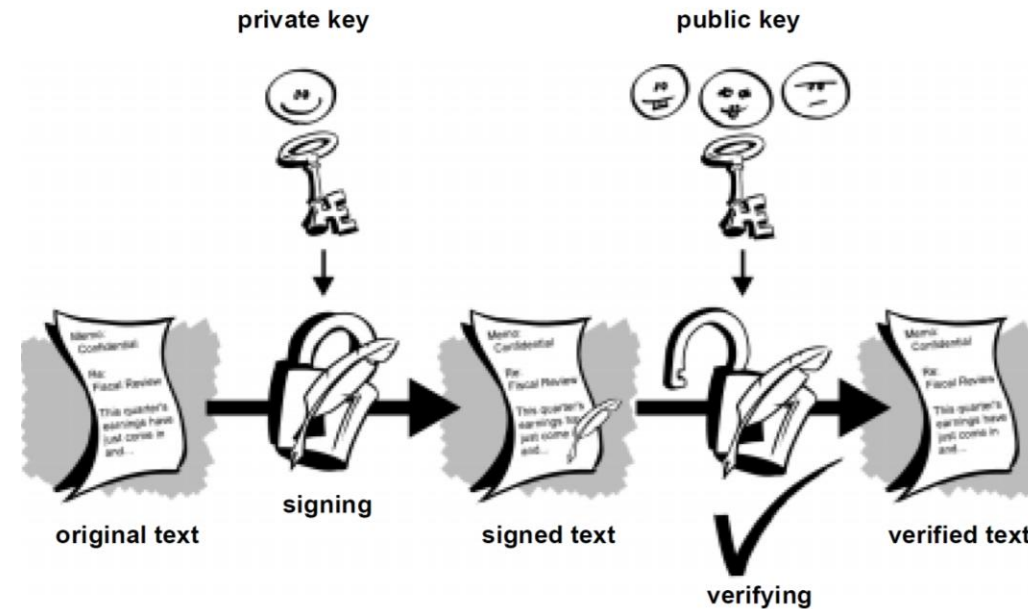 private key
public key
Memo:
Confidential
Re:
Fiscal Review
This quarter's
earnings have
just come in
and...
Memo:
Confidential
Re:
Fiscal Review
This quarter's
earnings ha
just come i
and...
Memo:
Confidential
Re:
Fiscal Review
This quarter's
earnings have
just come in
and...
signing
original text
signed text
verified text
verifying